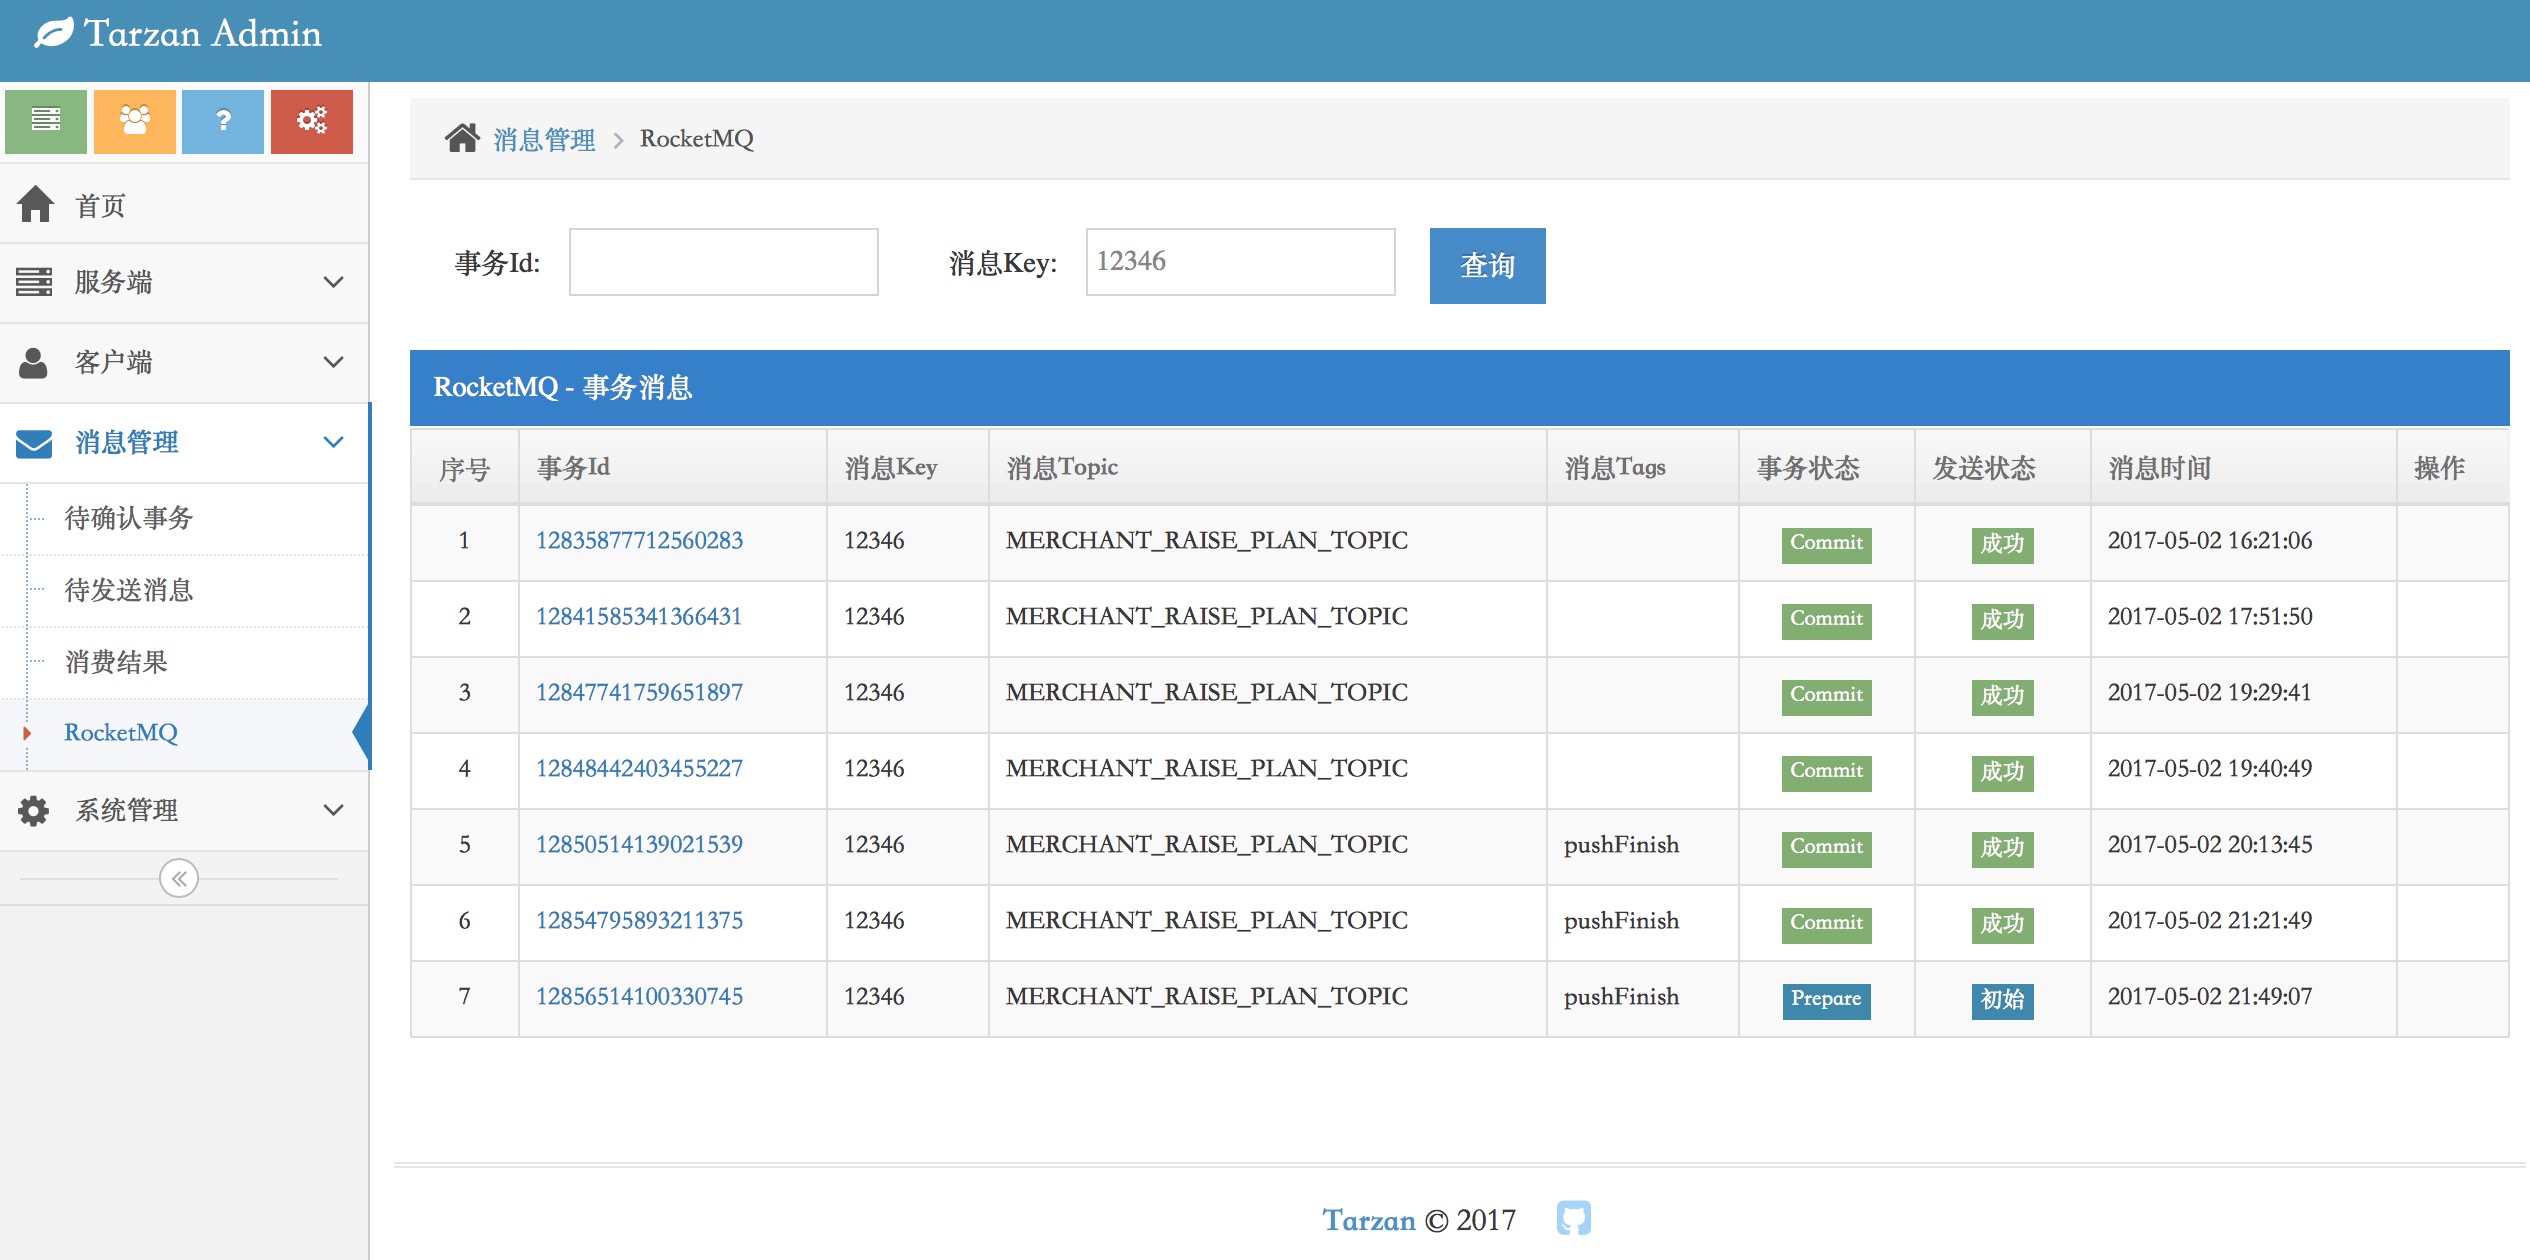 Tarzan Admin
?
首页
服务端
客户端
消息管理
待确认事务
待发送消息
消费结果
RocketMQ
系统管理
消息管理 > RocketMQ
事务Id: 消息Key: 12346 查询
RocketMQ - 事务消息
序号 事务Id 消息Key 消息Topic 消息Tags 事务状态 发送状态 消息时间 操作
1 12835877712560283 12346 MERCHANT_RAISE_PLAN_TOPIC Commit 成功 2017-05-02 16:21:06
2 12841585341366431 12346 MERCHANT_RAISE_PLAN_TOPIC Commit 成功 2017-05-02 17:51:50
3 12847741759651897 12346 MERCHANT_RAISE_PLAN_TOPIC Commit 成功 2017-05-02 19:29:41
4 12848442403455227 12346 MERCHANT_RAISE_PLAN_TOPIC Commit 成功 2017-05-02 19:40:49
5 12850514139021539 12346 MERCHANT_RAISE_PLAN_TOPIC pushFinish Commit 成功 2017-05-02 20:13:45
6 12854795893211375 12346 MERCHANT_RAISE_PLAN_TOPIC pushFinish Commit 成功 2017-05-02 21:21:49
7 12856514100330745 12346 MERCHANT_RAISE_PLAN_TOPIC pushFinish Prepare 初始 2017-05-02 21:49:07
Tarzan © 2017